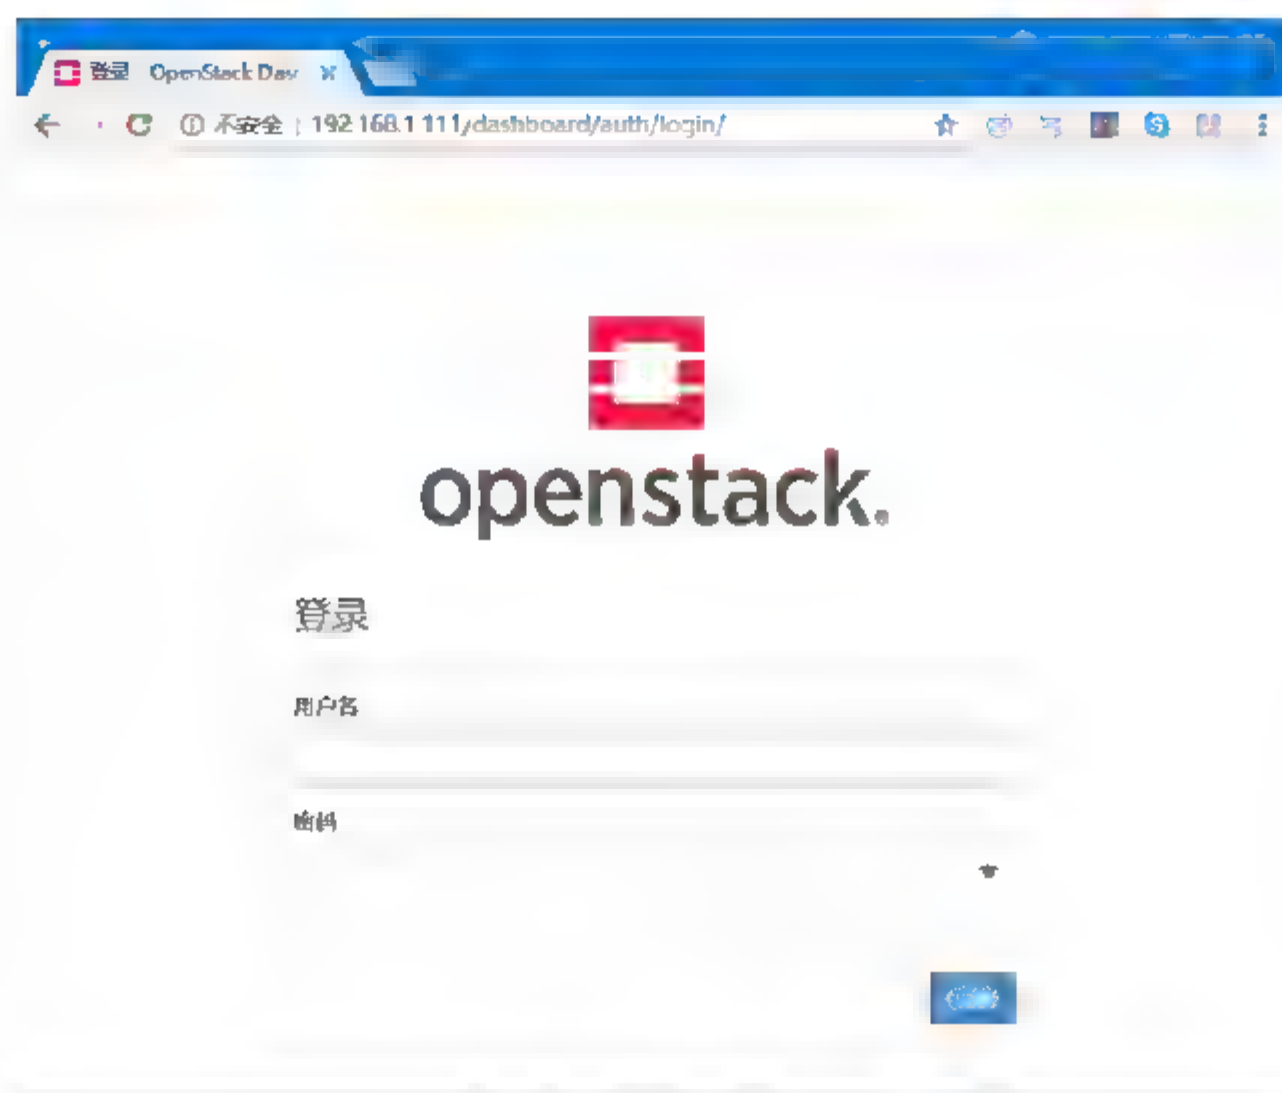 登录 OpenStack Das
不安全 | 192.168.1.111/dashboard/auth/login/
openstack.
登录
用户名
密码